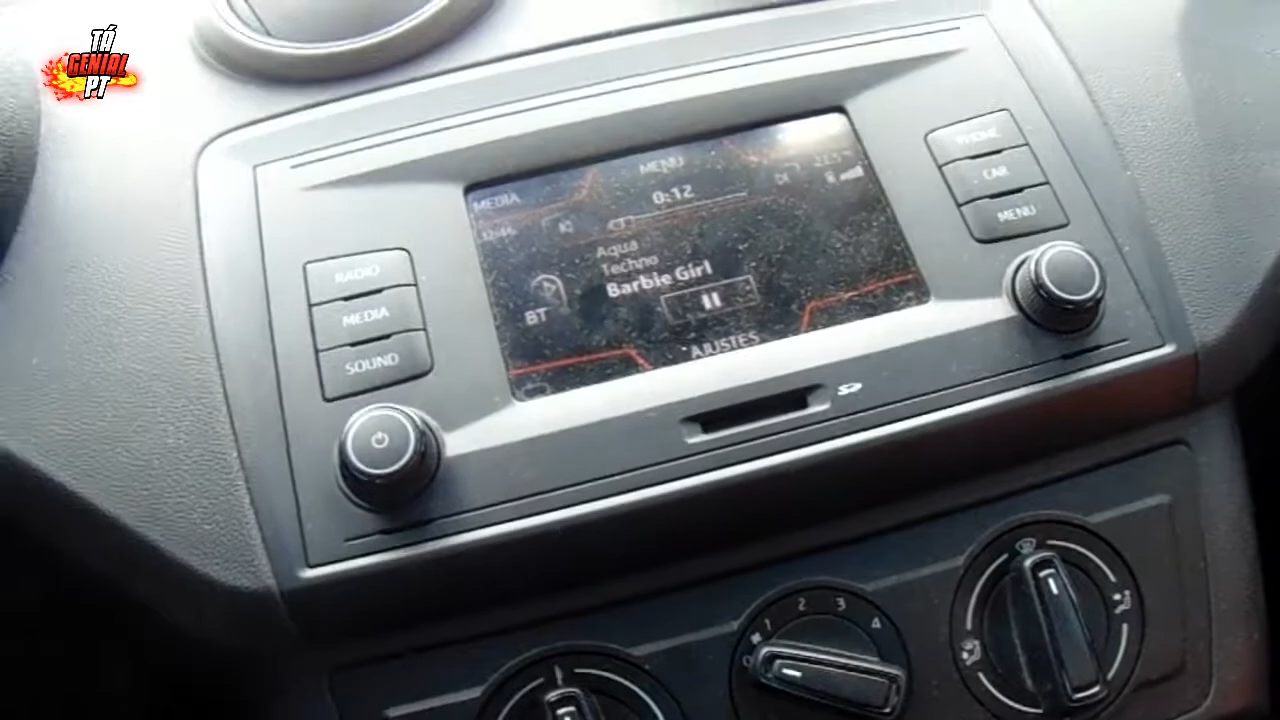 TÁ
GENIAL
PT
RADIO
MEDIA
SOUND
MEDIA
MENU
0:12
Aqua
Techno
Barbie Girl
BT
AJUSTES
PHONE
CAR
MENU
SD
0 1 2 3 4